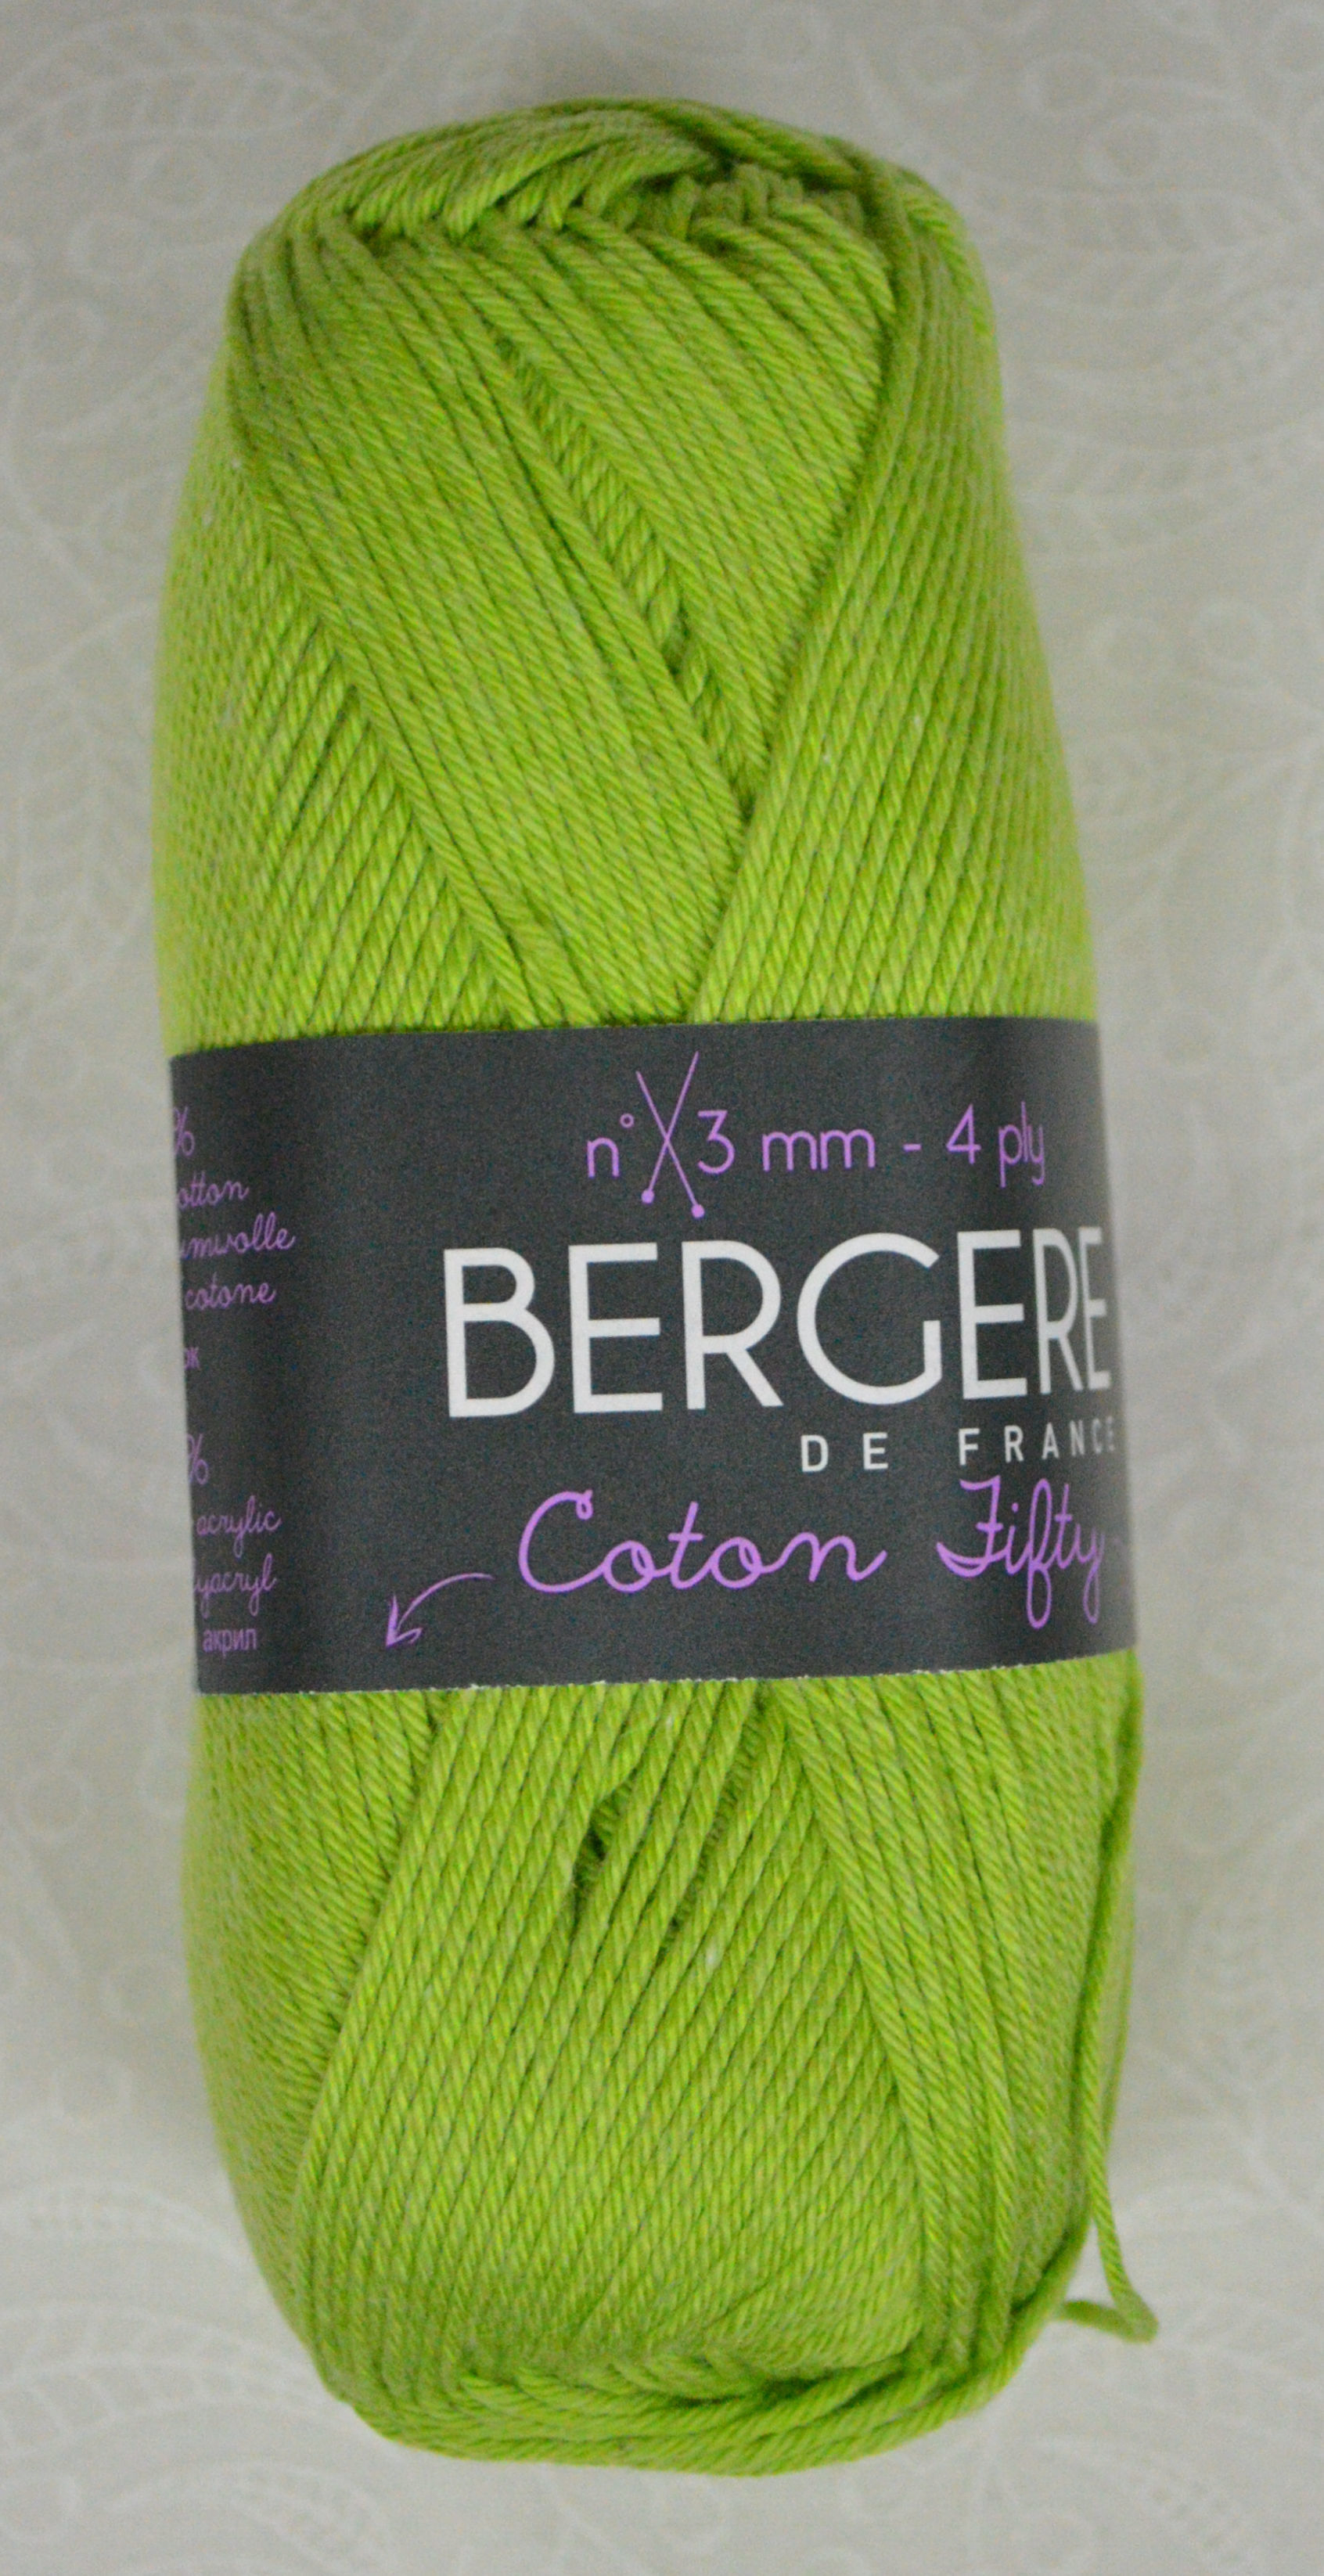 n° 3 mm - 4 ply
BERGERE
DE FRANCE
Coton Fifty
%
cotone
%
acrylic
акрил